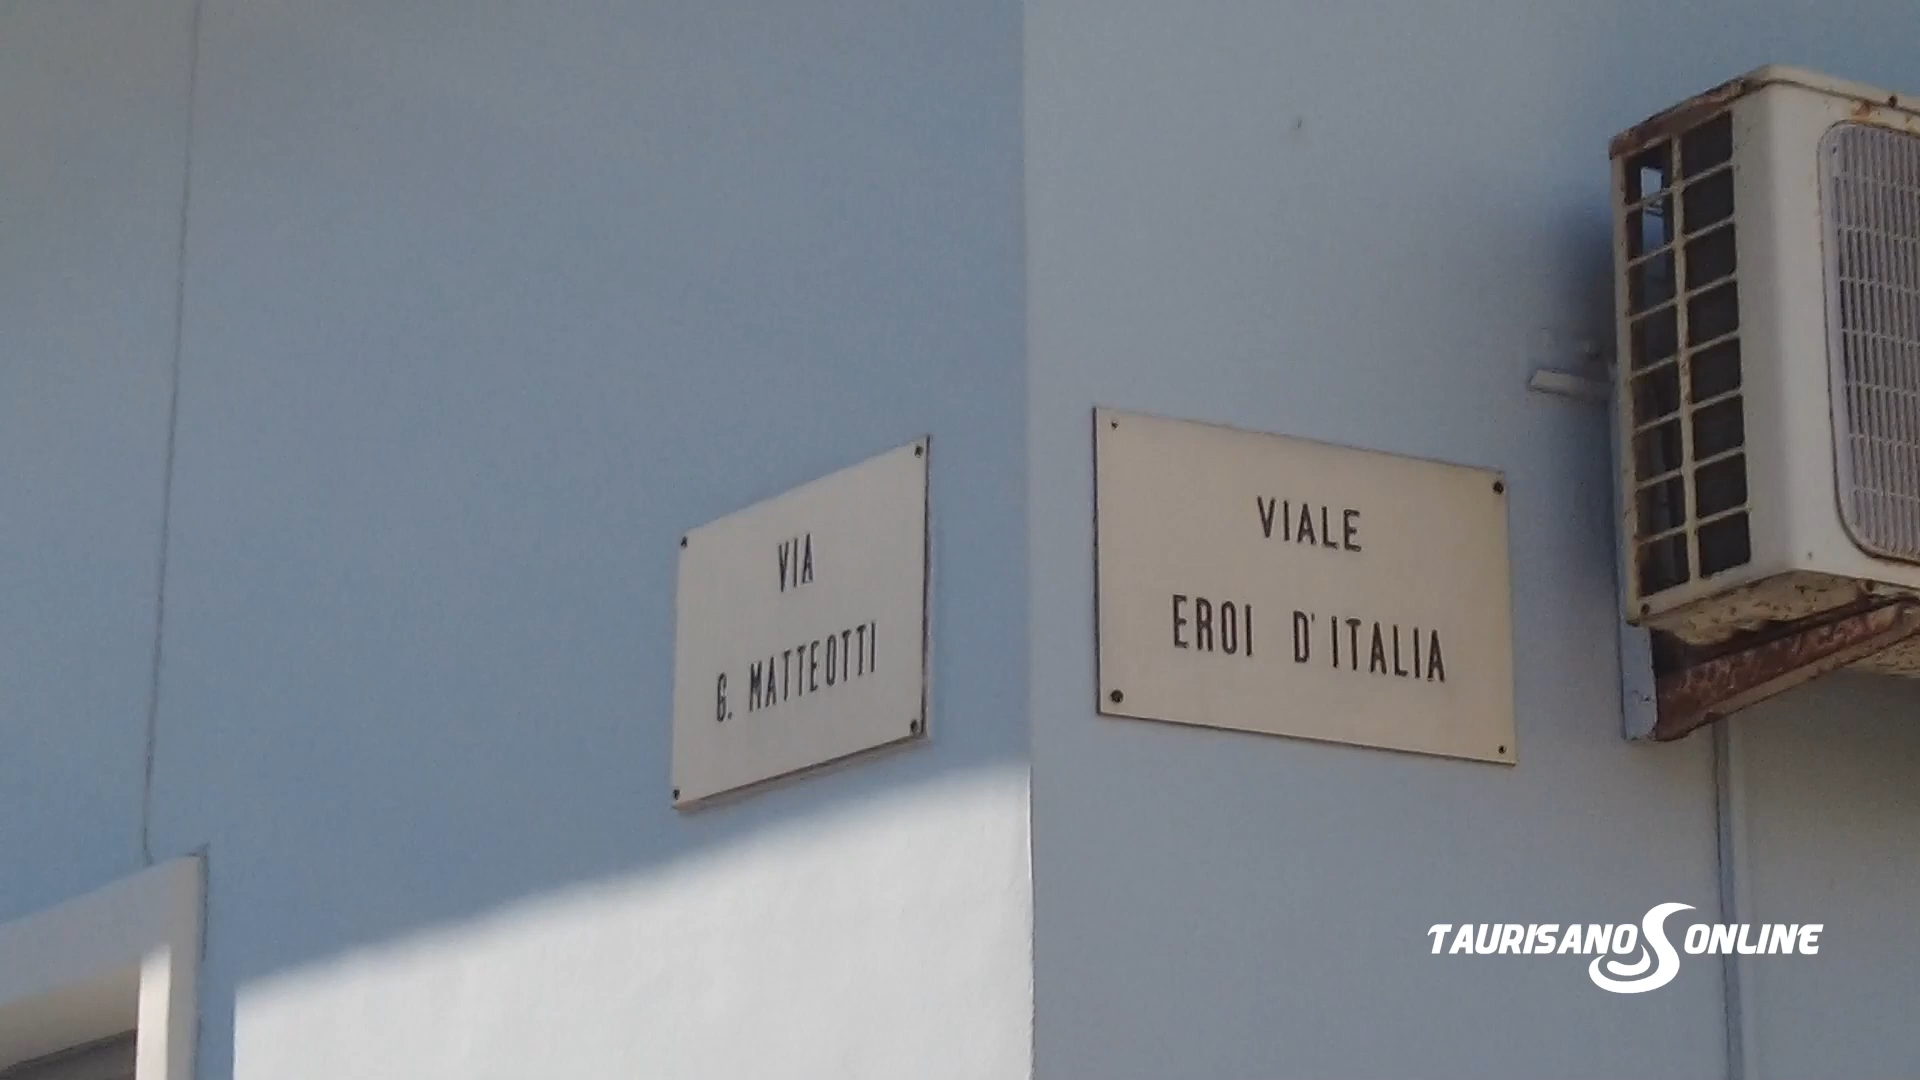 VIA
G. MATTEOTTI
VIALE
EROI D'ITALIA
TAURISANO ONLINE